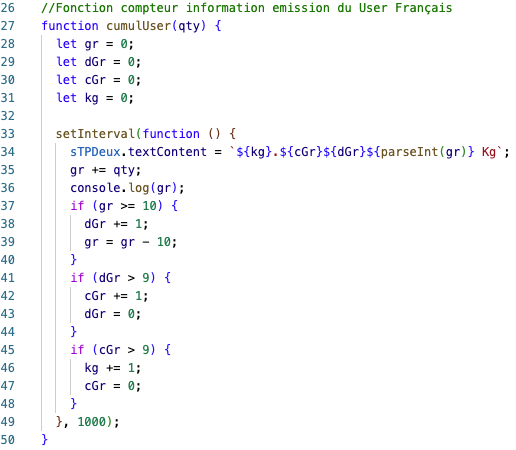 26 //Fonction compteur information emission du User Français
27 function cumulUser(qty) {
28 let gr = 0;
29 let dGr = 0;
30 let cGr = 0;
31 let kg = 0;
32
33 setInterval(function () {
34 sTPDeux.textContent = `${kg}.${cGr}${dGr}${parseInt(gr)} Kg`;
35 gr += qty;
36 console.log(gr);
37 if (gr >= 10) {
38 dGr += 1;
39 gr = gr - 10;
40 }
41 if (dGr > 9) {
42 cGr += 1;
43 dGr = 0;
44 }
45 if (cGr > 9) {
46 kg += 1;
47 cGr = 0;
48 }
49 }, 1000);
50 }